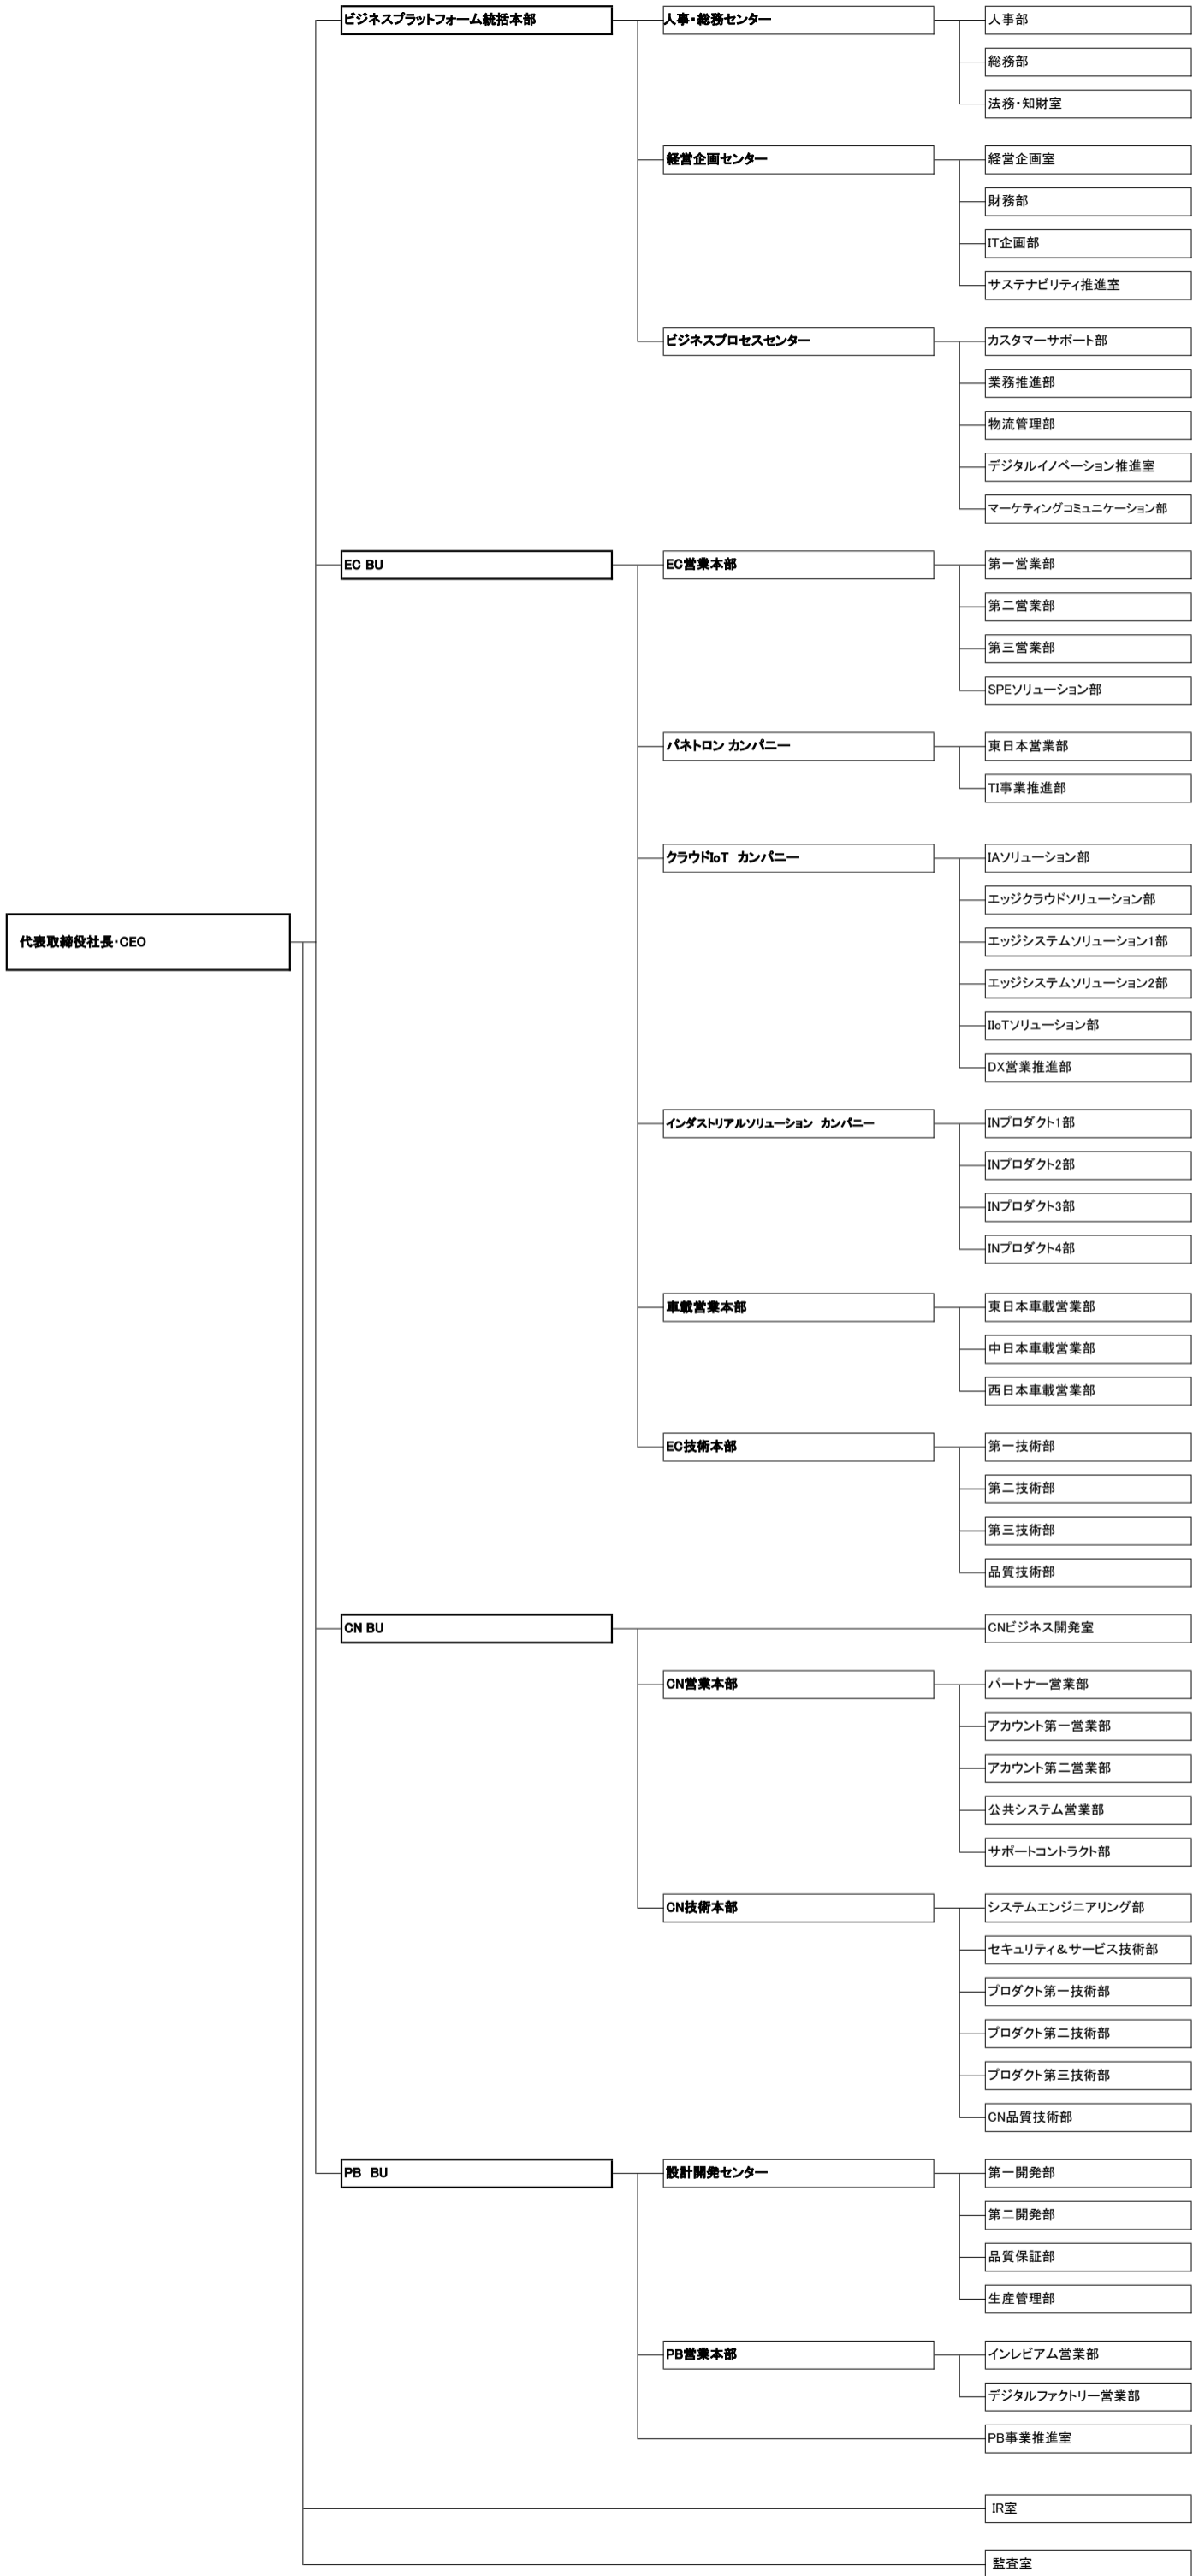 代表取締役社長・CEO
ビジネスプラットフォーム統括本部
人事・総務センター
人事部
総務部
法務・知財室
経営企画センター
経営企画室
財務部
IT企画部
サステナビリティ推進室
ビジネスプロセスセンター
カスタマーサポート部
業務推進部
物流管理部
デジタルイノベーション推進室
マーケティングコミュニケーション部
EC BU
EC営業本部
第一営業部
第二営業部
第三営業部
SPEソリューション部
パネトロン カンパニー
東日本営業部
TI事業推進部
クラウドIoT　カンパニー
IAソリューション部
エッジクラウドソリューション部
エッジシステムソリューション1部
エッジシステムソリューション2部
IIoTソリューション部
DX営業推進部
インダストリアルソリューション　カンパニー
INプロダクト1部
INプロダクト2部
INプロダクト3部
INプロダクト4部
車載営業本部
東日本車載営業部
中日本車載営業部
西日本車載営業部
EC技術本部
第一技術部
第二技術部
第三技術部
品質技術部
CN BU
CNビジネス開発室
CN営業本部
パートナー営業部
アカウント第一営業部
アカウント第二営業部
公共システム営業部
サポートコントラクト部
CN技術本部
システムエンジニアリング部
セキュリティ＆サービス技術部
プロダクト第一技術部
プロダクト第二技術部
プロダクト第三技術部
CN品質技術部
PB　BU
設計開発センター
第一開発部
第二開発部
品質保証部
生産管理部
PB営業本部
インレビアム営業部
デジタルファクトリー営業部
PB事業推進室
IR室
監査室